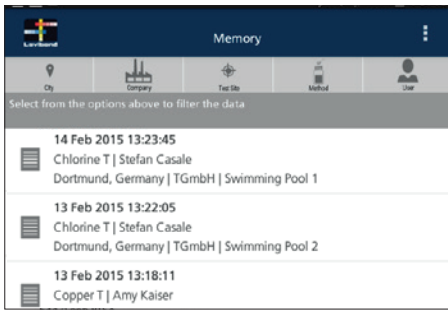 Lovibond
Memory
City
Company
Test Site
Method
User
Select from the options above to filter the data
14 Feb 2015 13:23:45
Chlorine T | Stefan Casale
Dortmund, Germany | TGmbH | Swimming Pool 1
13 Feb 2015 13:22:05
Chlorine T | Stefan Casale
Dortmund, Germany | TGmbH | Swimming Pool 2
13 Feb 2015 13:18:11
Copper T | Amy Kaiser